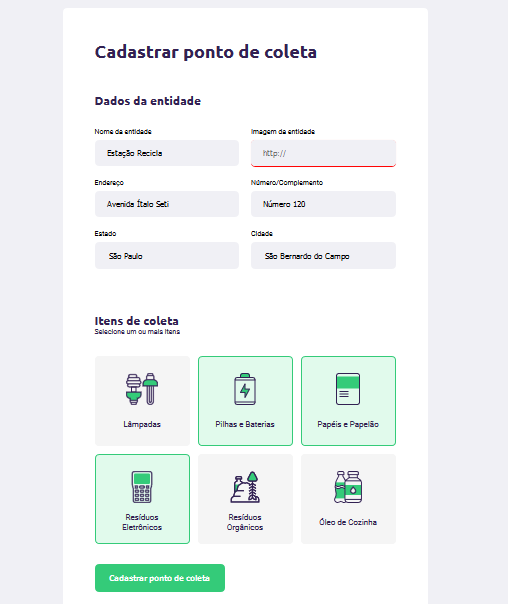 Cadastrar ponto de coleta
Dados da entidade
Nome da entidade
Imagem da entidade
Estação Recicla
http://
Endereço
Número/Complemento
Avenida Ítalo Seti
Número 120
Estado
Cidade
São Paulo
São Bernardo do Campo
Itens de coleta
Selecione um ou mais itens
Lâmpadas
Pilhas e Baterias
Papéis e Papelão
Resíduos
Eletrônicos
Resíduos
Orgânicos
Óleo de Cozinha
Cadastrar ponto de coleta